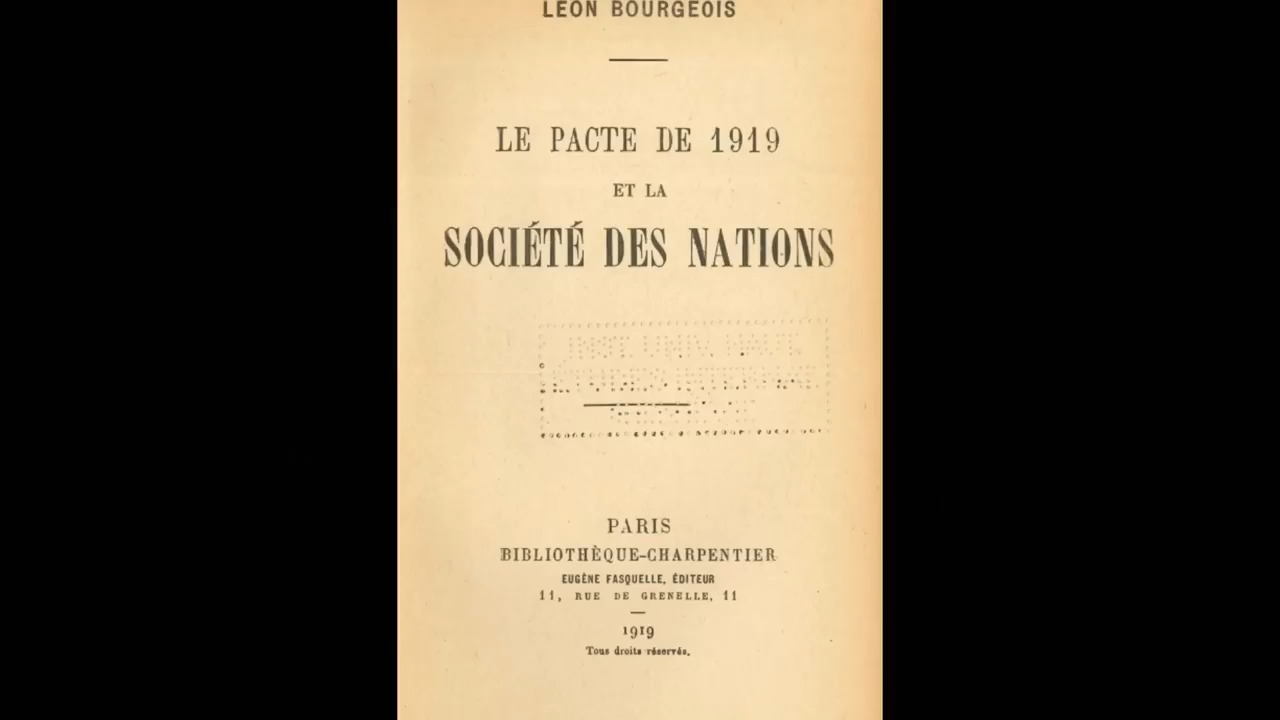 LEON BOURGEOIS
LE PACTE DE 1919
ET LA
SOCIÉTÉ DES NATIONS
PARIS
BIBLIOTHÈQUE-CHARPENTIER
EUGÈNE FASQUELLE, ÉDITEUR
11, RUE DE GRENELLE, 11
1919
Tous droits réservés.